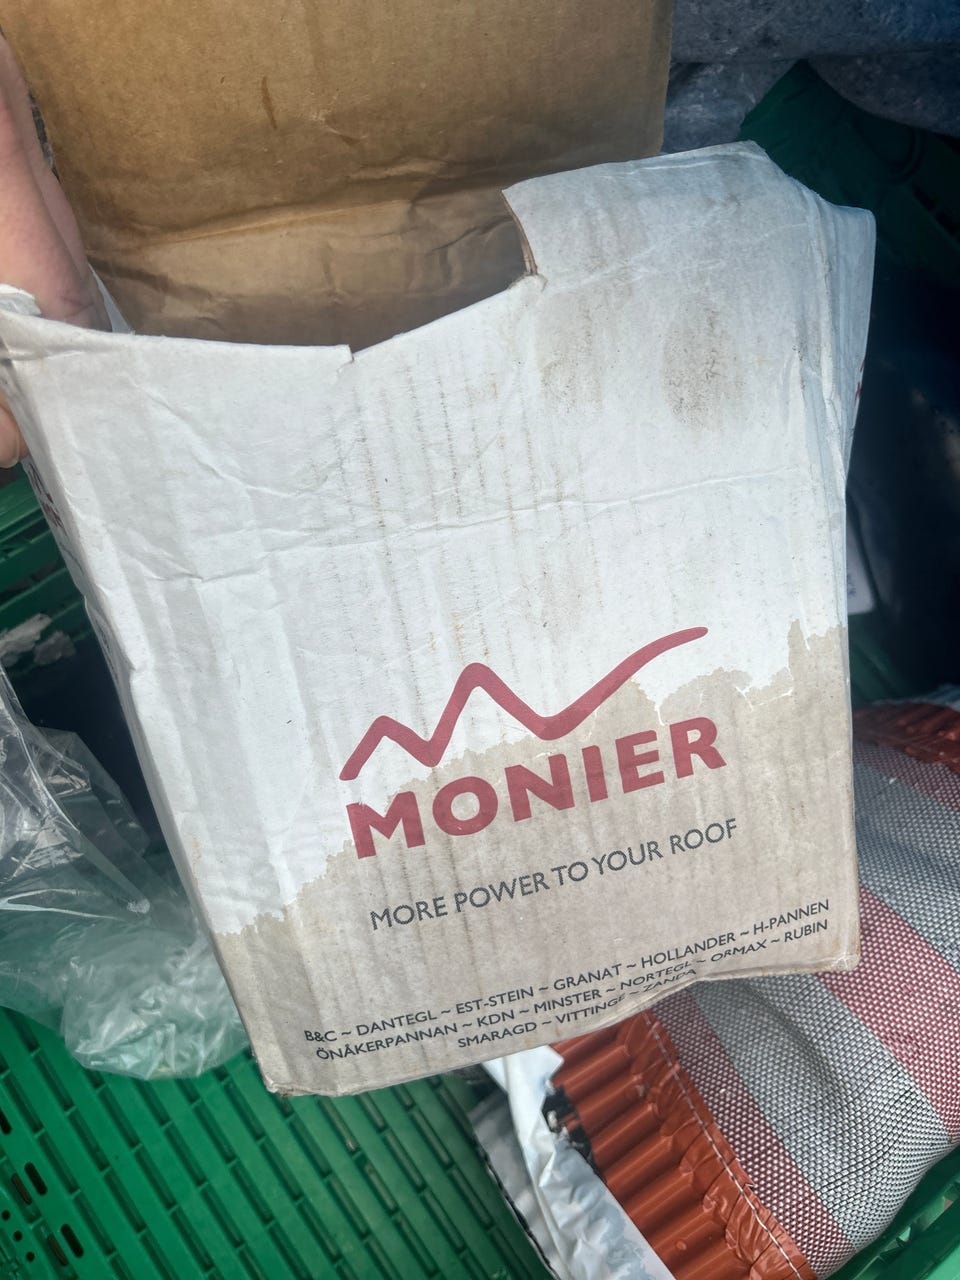 MONIER
MORE POWER TO YOUR ROOF
B&C ~ DANTEGL ~ EST-STEIN ~ GRANAT ~ HOLLANDER ~ H-PANNEN
ÖNÅKERPANNAN ~ KDN ~ MINSTER ~ NORTEGL ~ ORMAX ~ RUBIN
SMARAGD ~ VITTINGE ~ ZANDA